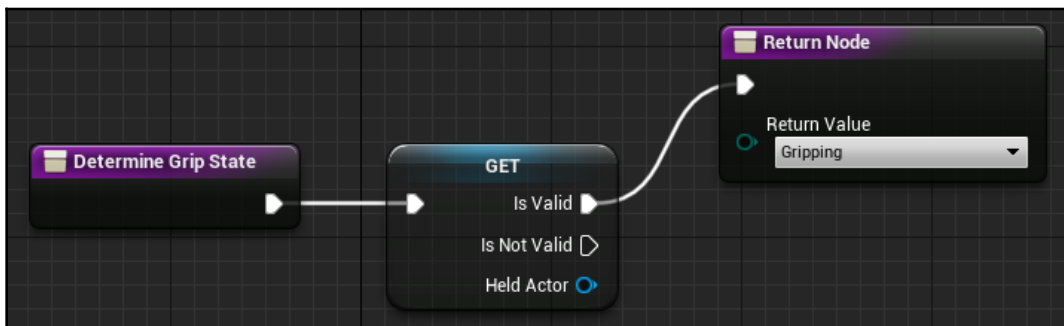 Return Node
Return Value
Gripping
Determine Grip State
GET
Is Valid
Is Not Valid
Held Actor